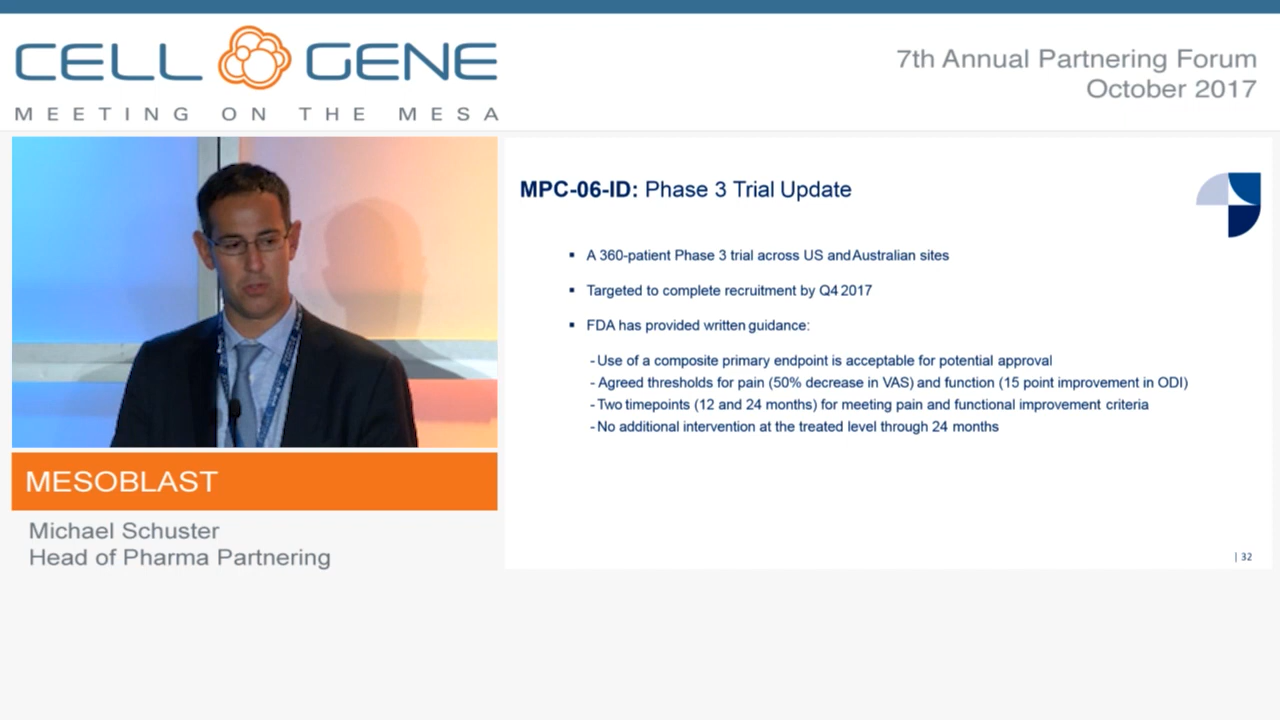 CELL GENE
MEETING ON THE MESA
7th Annual Partnering Forum
October 2017
MESOBLAST
Michael Schuster
Head of Pharma Partnering
MPC-06-ID: Phase 3 Trial Update
▪ A 360-patient Phase 3 trial across US and Australian sites
▪ Targeted to complete recruitment by Q4 2017
▪ FDA has provided written guidance:
- Use of a composite primary endpoint is acceptable for potential approval
- Agreed thresholds for pain (50% decrease in VAS) and function (15 point improvement in ODI)
- Two timepoints (12 and 24 months) for meeting pain and functional improvement criteria
- No additional intervention at the treated level through 24 months
| 32